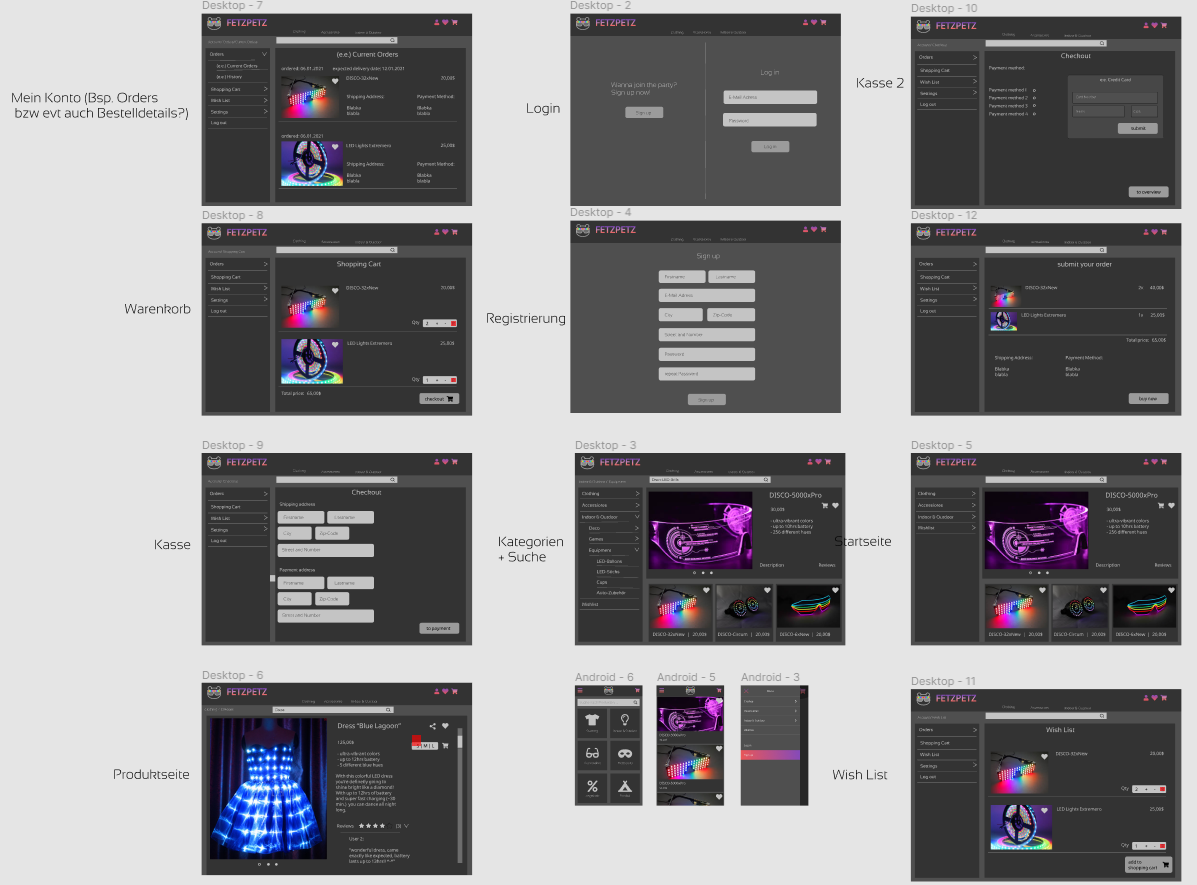 Desktop - 7
FETZPETZ
Orders
(e.e.) Current Orders
(e.e.) History
Shopping Cart
Wish List
Settings
Log out
(e.e.) Current Orders
ordered: 06.01.2021 expected delivery date: 12.01.2021
DISCO-32xNew 20,00$
Shipping Address: Payment Method:
Blabka Blabka
blabla blabla
ordered: 06.01.2021
LED Lights Extremero 25,00$
Shipping Address: Payment Method:
Blabka Blabka
blabla blabla
Mein Konto (Bsp. Orders
bzw evt auch Bestelldetails?)
Desktop - 2
FETZPETZ
Wanna join the party?
Sign up now!
Sign up
Log in
E-Mail Adress
Password
Log in
Login
Desktop - 10
FETZPETZ
Orders
Shopping Cart
Wish List
Settings
Log out
Checkout
Payment method:
Payment method 1
Payment method 2
Payment method 3
Payment method 4
submit
to overview
Kasse 2
Desktop - 8
FETZPETZ
Orders
Shopping Cart
Wish List
Settings
Log out
Shopping Cart
DISCO-32xNew 20,00$
Qty 2 + -
LED Lights Extremero 25,00$
Qty 1 + -
Total price: 65,00$
checkout
Warenkorb
Desktop - 4
FETZPETZ
Sign up
Firstname Lastname
E-Mail Adress
City Zip-Code
Street and Number
Password
repeat Password
Sign up
Registrierung
Desktop - 12
FETZPETZ
Orders
Shopping Cart
Wish List
Settings
Log out
submit your order
DISCO-32xNew 2x 40,00$
LED Lights Extremero 1x 25,00$
Total price: 65,00$
Shipping Address: Payment Method:
Blabka Blabka
blabla blabla
buy now
Desktop - 9
FETZPETZ
Orders
Shopping Cart
Wish List
Settings
Log out
Checkout
Shipping address
Firstname Lastname
City Zip-Code
Street and Number
Payment address
Firstname Lastname
City Zip-Code
Street and Number
to payment
Kasse
Desktop - 3
FETZPETZ
Clothing
Accessoires
Indoor & Outdoor
Deco
Games
Equipment
LED-Ballons
LED-Sticks
Cups
Wishlist
DISCO-5000xPro
30,00$
- ultra vibrant colors
- up to 10hrs battery
- 256 different hues
Description Reviews
DISCO-32xNew | 20,00$
DISCO-Circum | 20,00$
DISCO-6xNew | 20,00$
Kategorien
+ Suche
Desktop - 5
FETZPETZ
Clothing
Accessoires
Indoor & Outdoor
Wishlist
DISCO-5000xPro
30,00$
- ultra vibrant colors
- up to 10hrs battery
- 256 different hues
Description Reviews
DISCO-32xNew | 20,00$
DISCO-Circum | 20,00$
DISCO-6xNew | 20,00$
Startseite
Desktop - 6
FETZPETZ
Dress "Blue Lagoon"
125,00$
S | M | L
- ultra vibrant colors
- up to 12hrs battery
- 5 different blue hues
With this colorful LED dress
you're definetly going to
shine bright like a diamond!
With up to 12hrs of battery
and super fast charging (~30
min.) you can dance all night
long.
Reviews (3)
User 1:
"wonderful dress, came
exactly like expected, battery
lasts up to 13hrs! *-*"
Produktseite
Android - 6
Android - 5
Android - 3
Desktop - 11
FETZPETZ
Orders
Shopping Cart
Wish List
Settings
Log out
Wish List
DISCO-32xNew 20,00$
Qty 2 + -
LED Lights Extremero 25,00$
Qty 1 + -
add to
shopping cart
Wish List